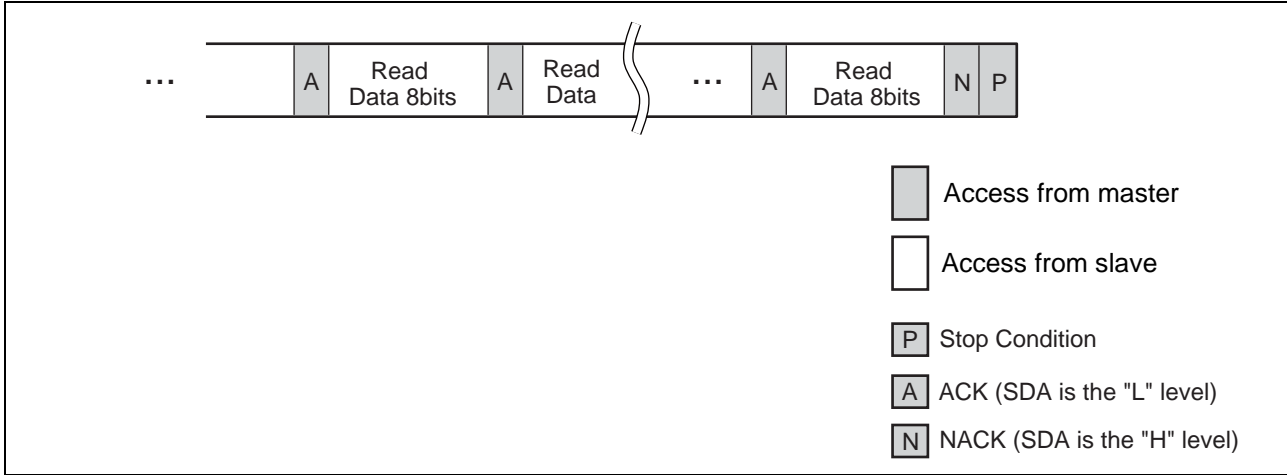 ... A Read A Read ... A Read N P
Data 8bits Data Data 8bits
Access from master
Access from slave
P Stop Condition
A ACK (SDA is the "L" level)
N NACK (SDA is the "H" level)